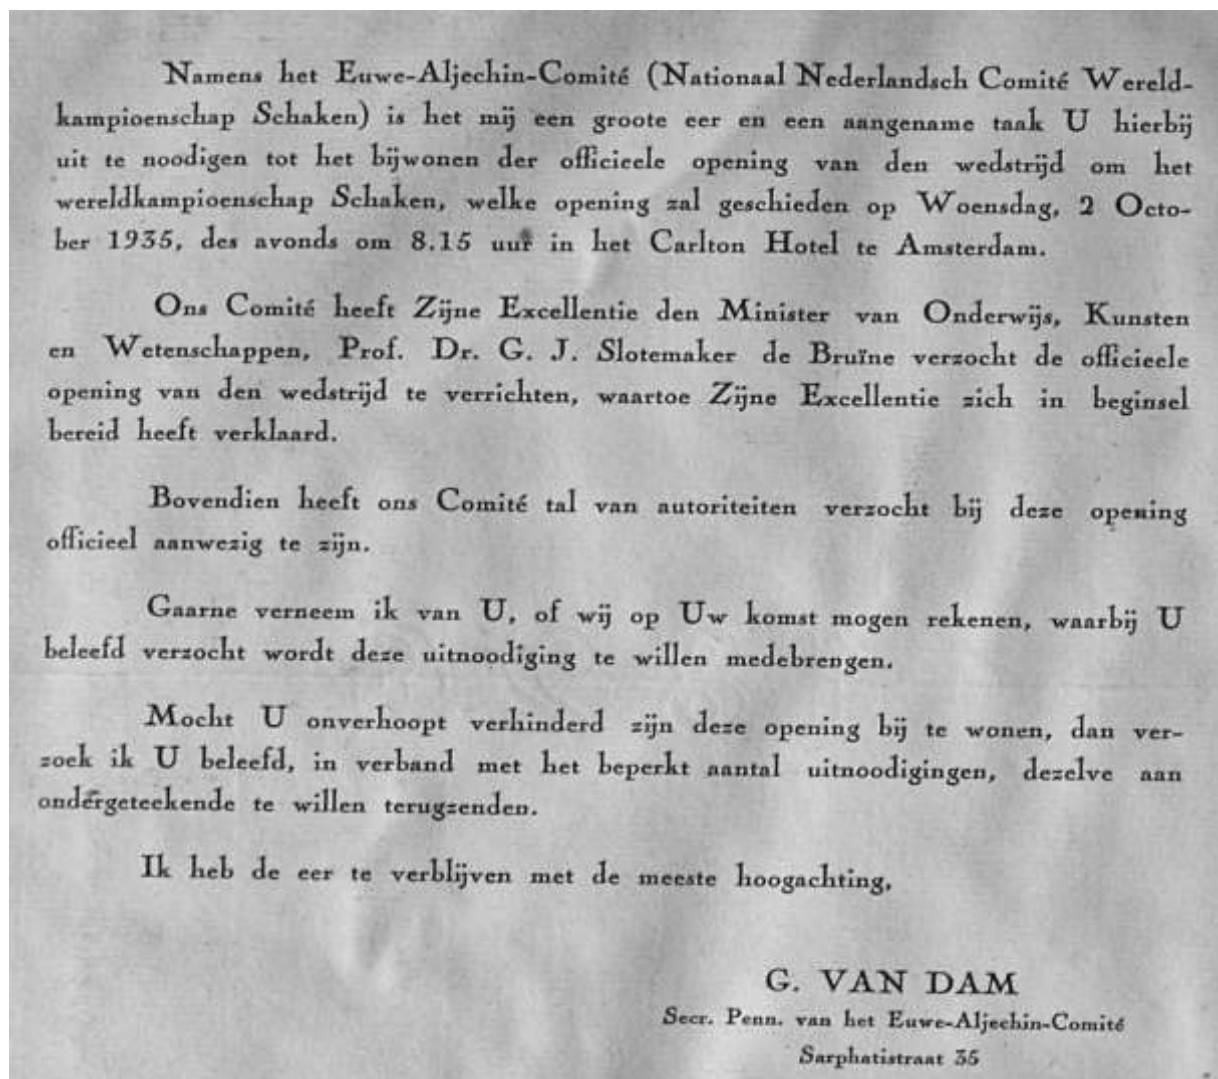 Namens het Euwe-Aljechin-Comité (Nationaal Nederlandsch Comité Wereld-
kampioenschap Schaken) is het mij een groote eer en een aangename taak U hierbij
uit te noodigen tot het bijwonen der officieele opening van den wedstrijd om het
wereldkampioenschap Schaken, welke opening zal geschieden op Woensdag, 2 Octo-
ber 1935, des avonds om 8.15 uur in het Carlton Hotel te Amsterdam.
Ons Comité heeft Zijne Excellentie den Minister van Onderwijs, Kunsten
en Wetenschappen, Prof. Dr. G. J. Slotemaker de Bruïne verzocht de officieele
opening van den wedstrijd te verrichten, waartoe Zijne Excellentie zich in beginsel
bereid heeft verklaard.
Bovendien heeft ons Comité tal van autoriteiten verzocht bij deze opening
officieel aanwezig te zijn.
Gaarne verneem ik van U, of wij op Uw komst mogen rekenen, waarbij U
beleefd verzocht wordt deze uitnoodiging te willen medebrengen.
Mocht U onverhoopt verhinderd zijn deze opening bij te wonen, dan ver-
zoek ik U beleefd, in verband met het beperkt aantal uitnoodigingen, dezelve aan
ondergeteekende te willen terugzenden.
Ik heb de eer te verblijven met de meeste hoogachting,
G. VAN DAM
Secr. Penn. van het Euwe-Aljechin-Comité
Sarphatistraat 35